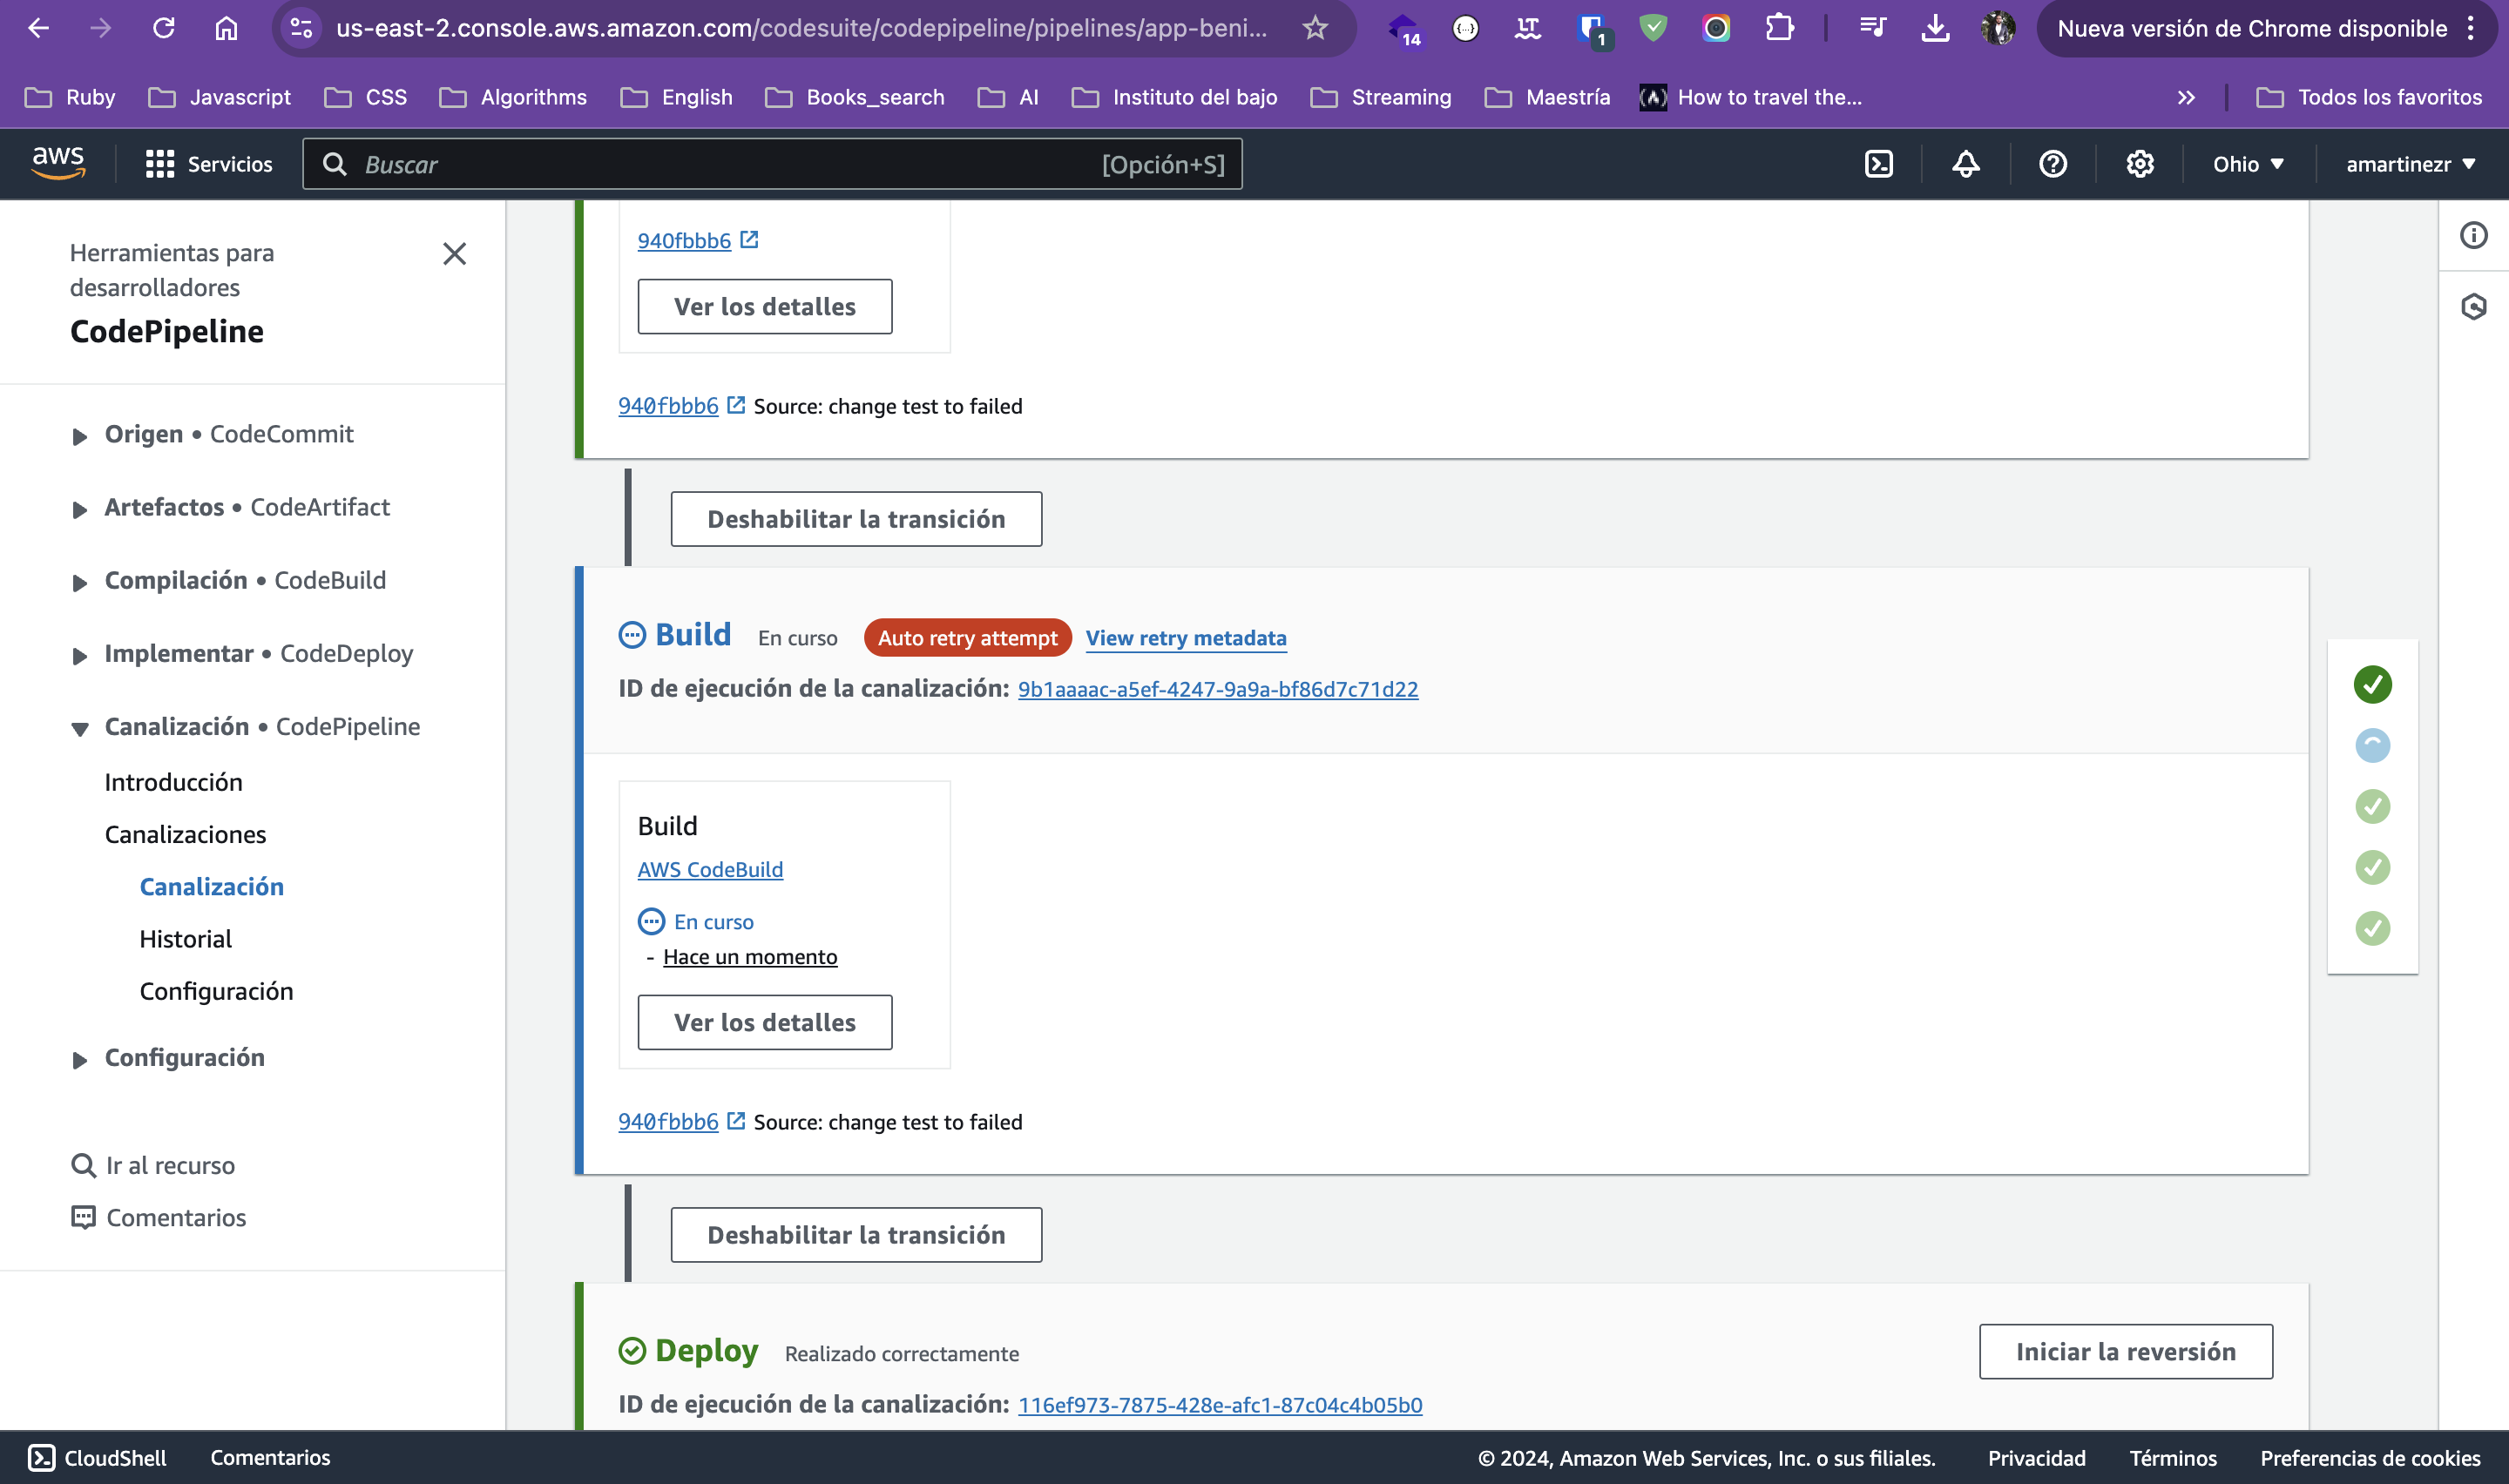 us-east-2.console.aws.amazon.com/codesuite/codepipeline/pipelines/app-beni...
14
1
Nueva versión de Chrome disponible
Ruby
Javascript
CSS
Algorithms
English
Books_search
AI
Instituto del bajo
Streaming
Maestría
How to travel the...
Todos los favoritos
aws
Servicios
Buscar
[Opción+S]
Ohio
amartinezr
Herramientas para
desarrolladores
CodePipeline
Origen • CodeCommit
Artefactos • CodeArtifact
Compilación • CodeBuild
Implementar • CodeDeploy
Canalización • CodePipeline
Introducción
Canalizaciones
Canalización
Historial
Configuración
Configuración
Ir al recurso
Comentarios
940fbbb6
Ver los detalles
940fbbb6 Source: change test to failed
Deshabilitar la transición
Build En curso Auto retry attempt View retry metadata
ID de ejecución de la canalización: 9b1aaaac-a5ef-4247-9a9a-bf86d7c71d22
Build
AWS CodeBuild
En curso
- Hace un momento
Ver los detalles
940fbbb6 Source: change test to failed
Deshabilitar la transición
Deploy Realizado correctamente
Iniciar la reversión
ID de ejecución de la canalización: 116ef973-7875-428e-afc1-87c04c4b05b0
CloudShell
Comentarios
© 2024, Amazon Web Services, Inc. o sus filiales.
Privacidad
Términos
Preferencias de cookies